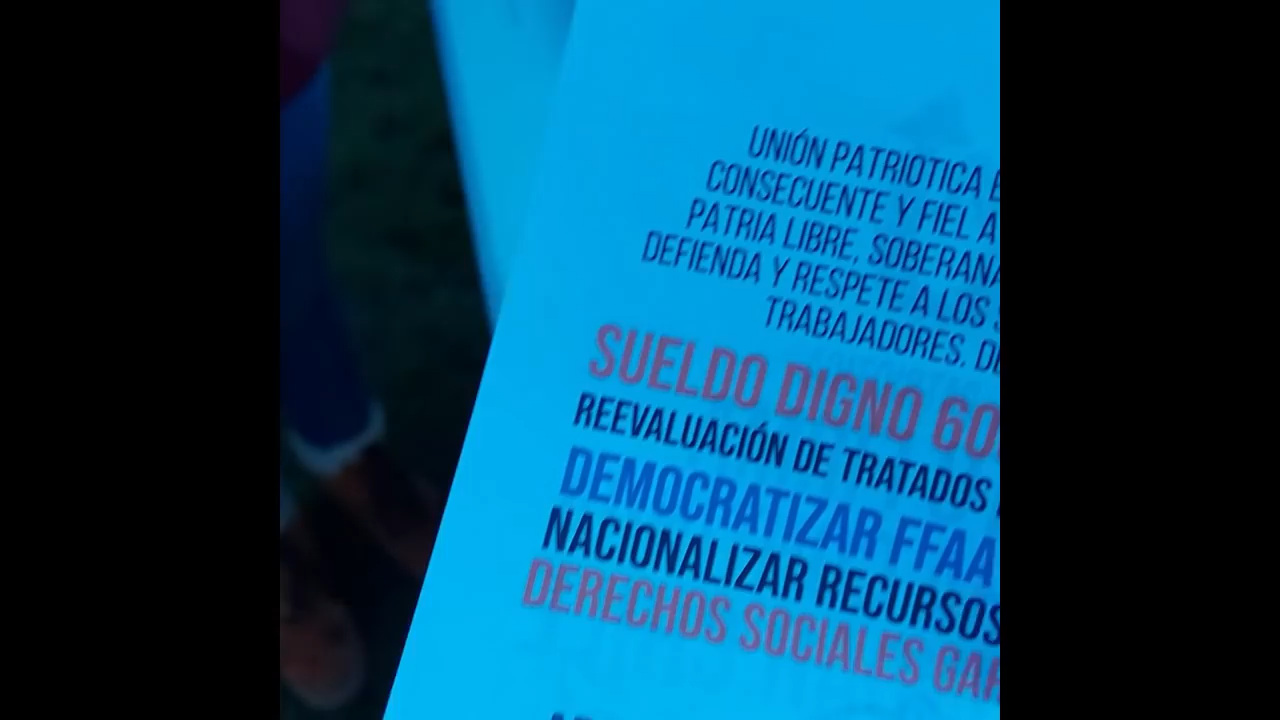 UNIÓN PATRIOTICA
CONSECUENTE Y FIEL A
PATRIA LIBRE, SOBERANA
DEFIENDA Y RESPETE A LOS
TRABAJADORES.
SUELDO DIGNO
REEVALUACIÓN DE TRATADOS
DEMOCRATIZAR FFAA
NACIONALIZAR RECURSOS
DERECHOS SOCIALES